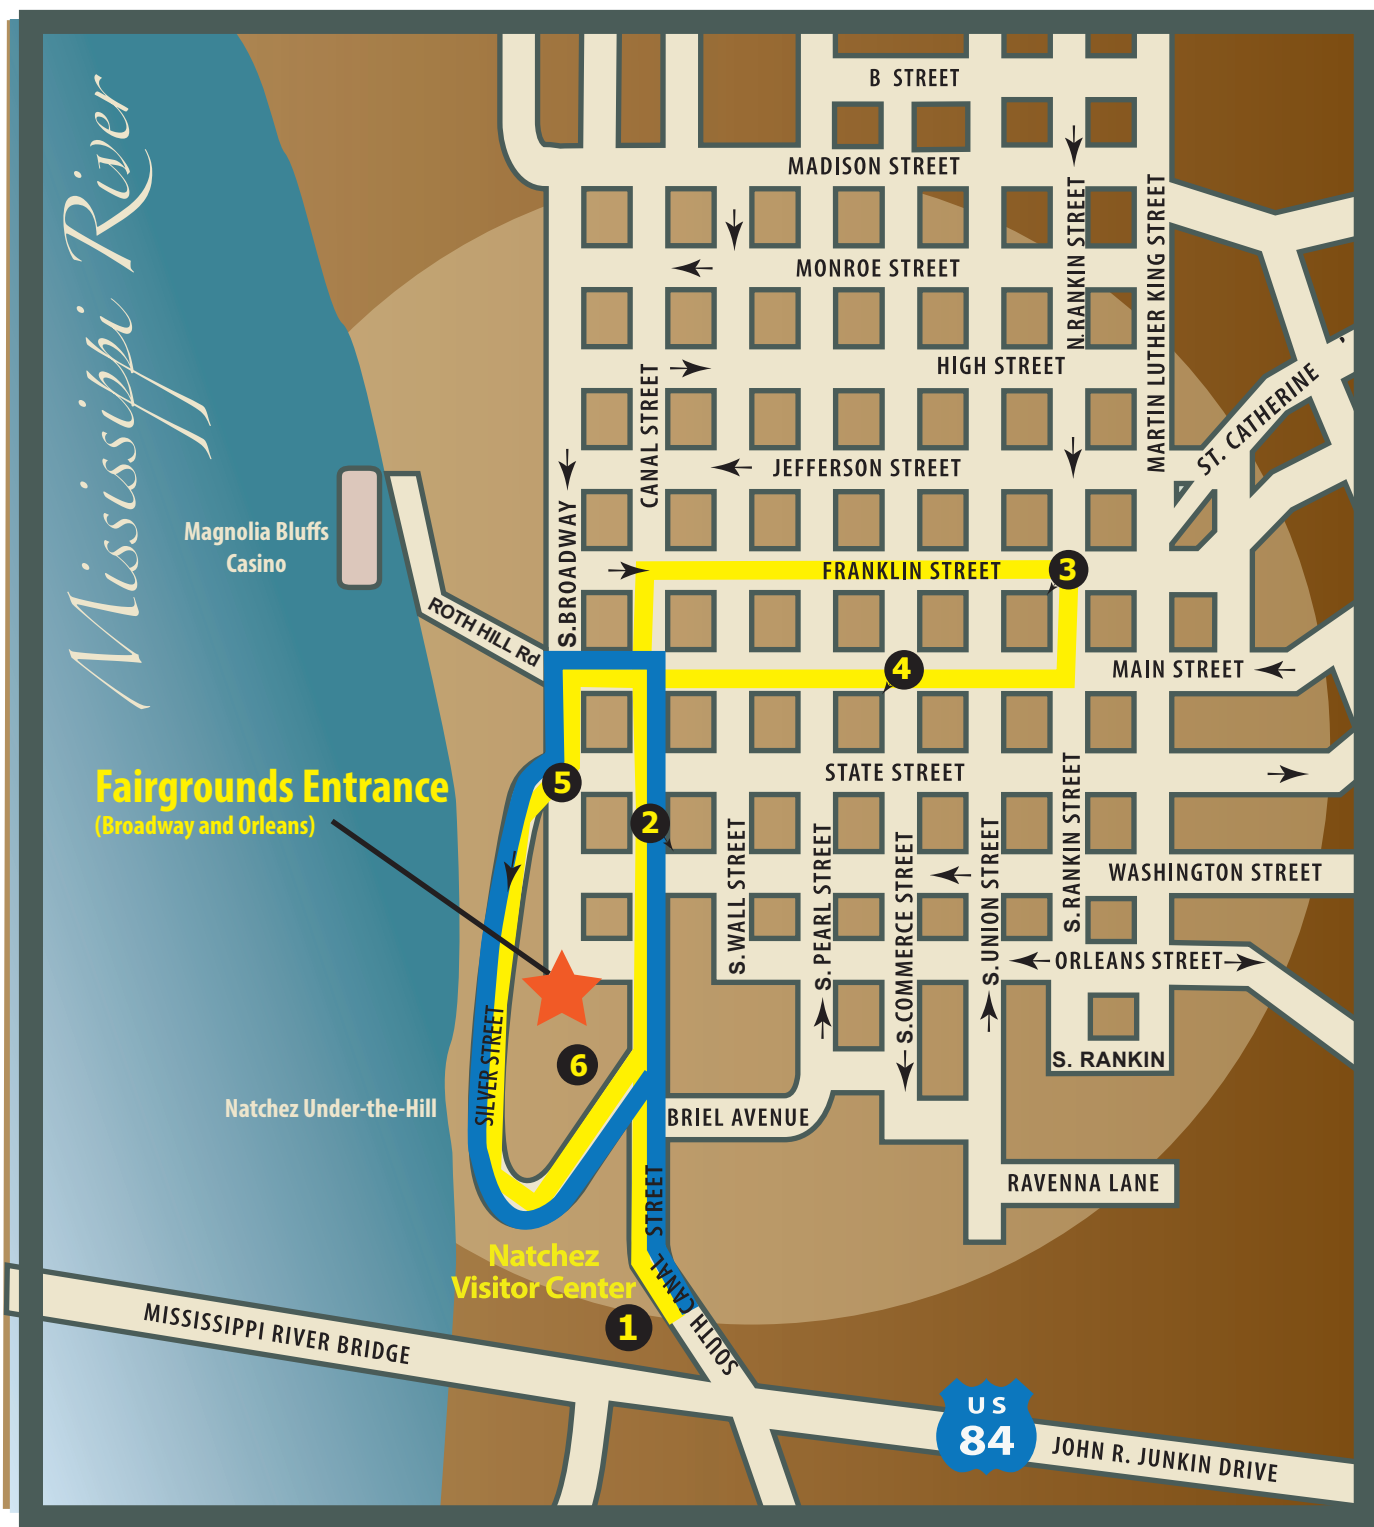 Mississippi River
B STREET
MADISON STREET
N.RANKIN STREET
MARTIN LUTHER KING STREET
MONROE STREET
HIGH STREET
CANAL STREET
ST. CATHERINE
JEFFERSON STREET
S.BROADWAY
Magnolia Bluffs
Casino
FRANKLIN STREET
3
ROTH HILL Rd
4
MAIN STREET
Fairgrounds Entrance
(Broadway and Orleans)
5
STATE STREET
2
S.WALL STREET
S. PEARL STREET
S.COMMERCE STREET
S.UNION STREET
S.RANKIN STREET
WASHINGTON STREET
ORLEANS STREET
SILVER STREET
6
S. RANKIN
Natchez Under-the-Hill
BRIEL AVENUE
RAVENNA LANE
SOUTH CANAL STREET
Natchez
Visitor Center
1
MISSISSIPPI RIVER BRIDGE
US
84
JOHN R. JUNKIN DRIVE